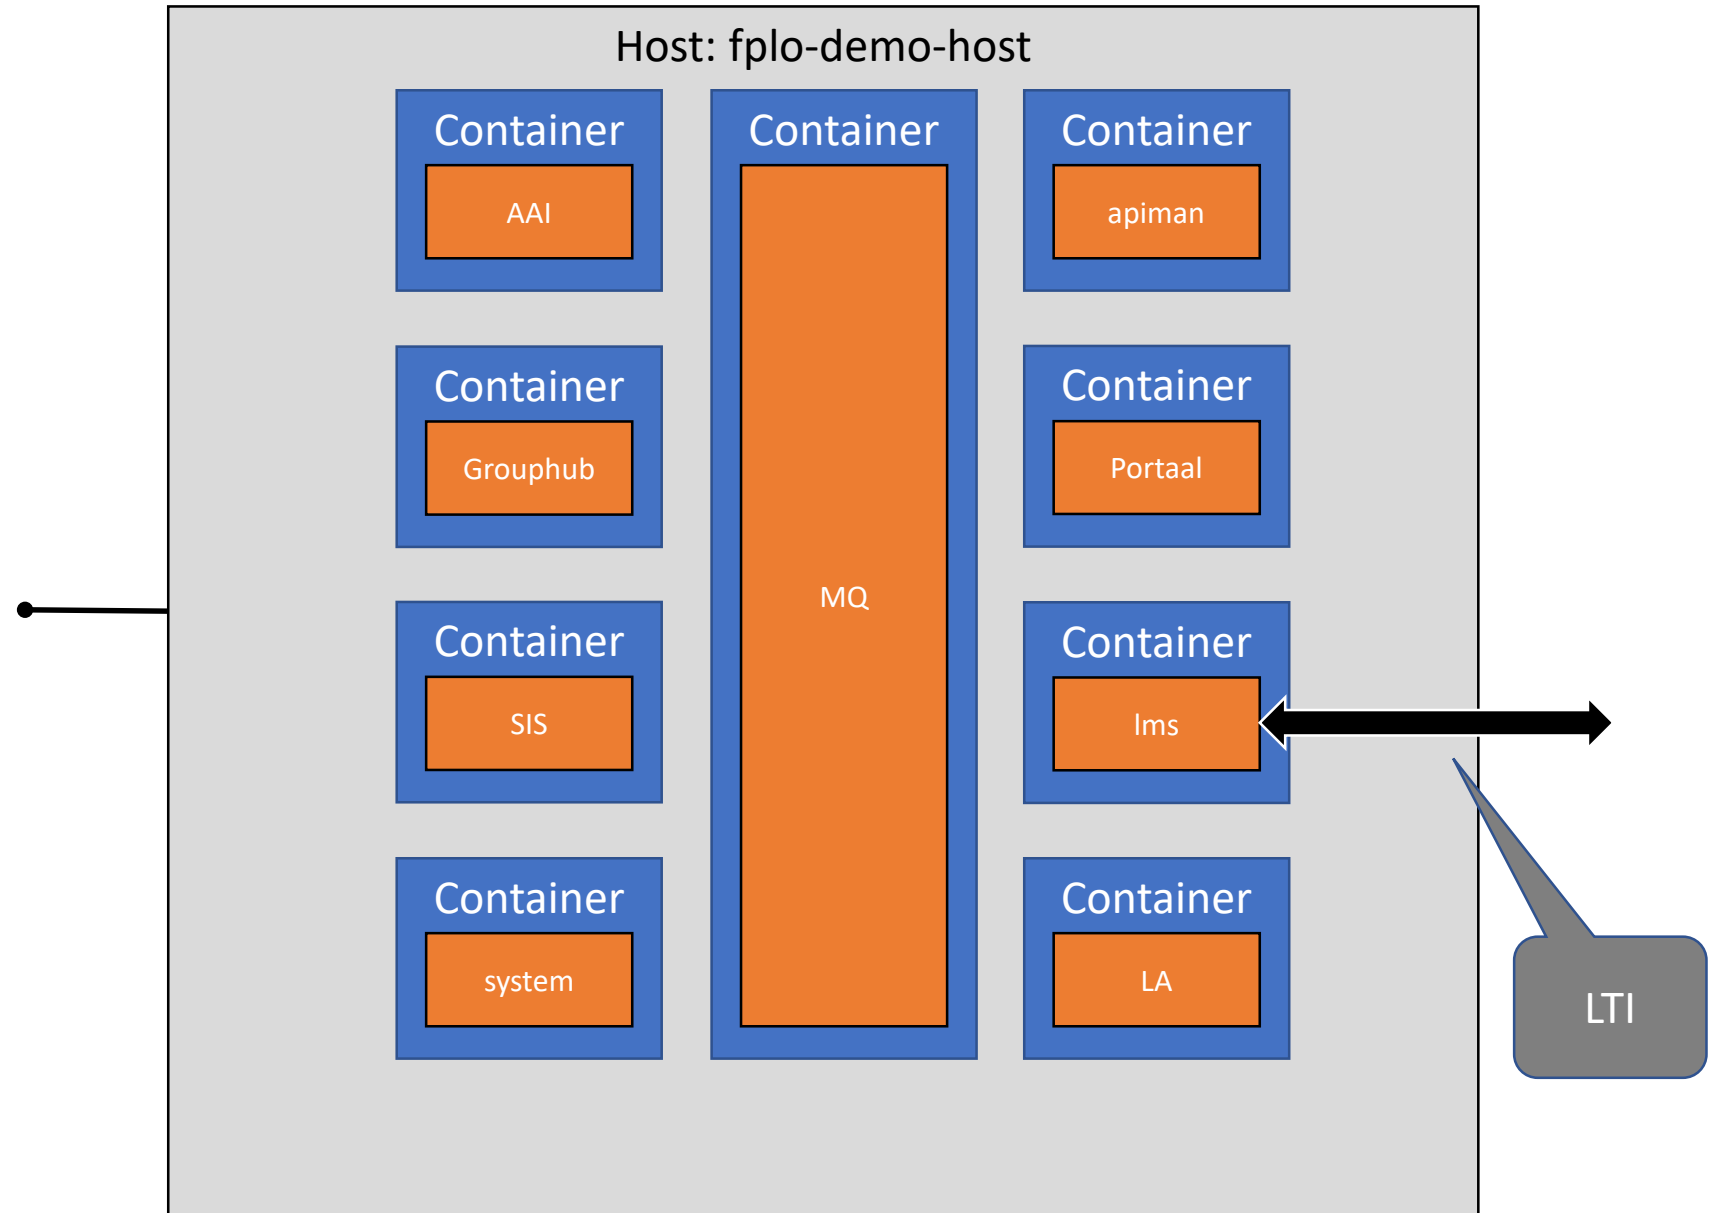 Host: fplo-demo-host
Container
AAI
Container
MQ
Container
apiman
Container
Grouphub
Container
Portaal
Container
SIS
Container
lms
Container
system
Container
LA
LTI